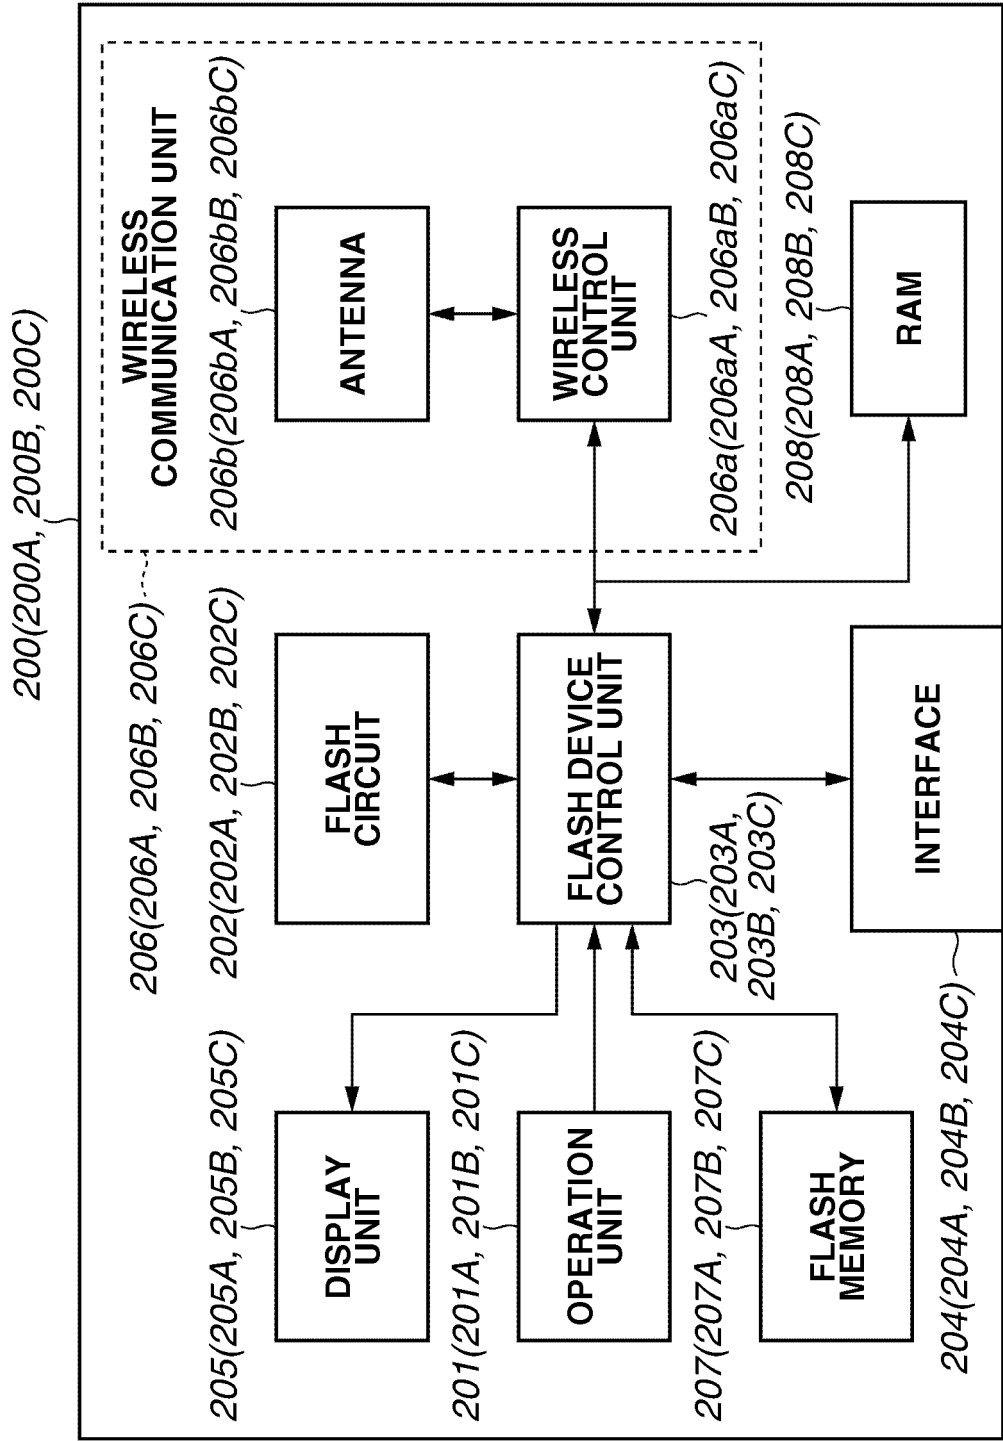 200(200A, 200B, 200C)
206(206A, 206B, 206C)
WIRELESS
COMMUNICATION UNIT
205(205A, 205B, 205C)
202(202A, 202B, 202C)
206b(206bA, 206bB, 206bC)
DISPLAY
UNIT
FLASH
CIRCUIT
ANTENNA
201(201A, 201B, 201C)
OPERATION
UNIT
FLASH DEVICE
CONTROL UNIT
WIRELESS
CONTROL
UNIT
207(207A, 207B, 207C)
203(203A,
203B, 203C)
206a(206aA, 206aB, 206aC)
208(208A, 208B, 208C)
FLASH
MEMORY
INTERFACE
RAM
204(204A, 204B, 204C)